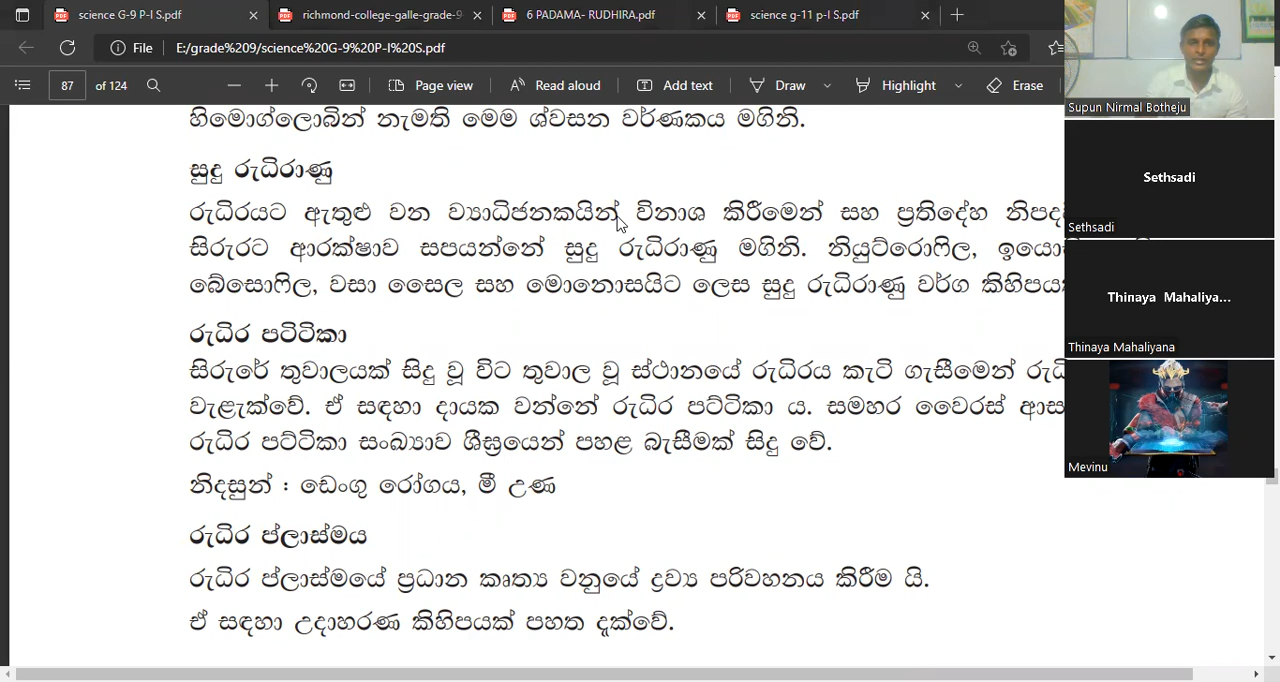 science G-9 P-I S.pdf
richmond-college-galle-grade-9
6 PADAMA- RUDHIRA.pdf
science g-11 p-I S.pdf
File
E:/grade%209/science%20G-9%20P-I%20S.pdf
87 of 124
Page view
Read aloud
Add text
Draw
Highlight
Erase
හිමොග්ලොබින් නැමති මෙම ශ්වසන වර්ණකය මගිනි.
සුදු රුධිරාණු
රුධිරයට ඇතුළු වන ව්‍යාධිජනකයින් විනාශ කිරීමෙන් සහ ප්‍රතිදේහ
සිරුරට ආරක්ෂාව සපයන්නේ සුදු රුධිරාණු මගිනි. නියුට්රොෆිල,
බේසොෆිල, වසා සෛල සහ මොනොසයිට ලෙස සුදු රුධිරාණු වර්ග
රුධිර පටිටිකා
සිරුරේ තුවාලයක් සිදු වූ විට තුවාල වූ ස්ථානයේ රුධිරය කැටි ගැසීමෙන්
වැළැක්වේ. ඒ සඳහා දායක වන්නේ රුධිර පට්ටිකා ය. සමහර වෛරස්
රුධිර පට්ටිකා සංඛ්‍යාව ශීඝ්‍රයෙන් පහළ බැසීමක් සිදු වේ.
නිදසුන් : ඩෙංගු රෝගය, මී උණ
රුධිර ප්ලාස්මය
රුධිර ප්ලාස්මයේ ප්‍රධාන කෘත්‍ය වනුයේ ද්‍රව්‍ය පරිවහනය කිරීම යි.
ඒ සඳහා උදාහරණ කිහිපයක් පහත දැක්වේ.
Supun Nirmal Botheju
Sethsadi
Sethsadi
Thinaya Mahaliya...
Thinaya Mahaliyana
Mevinu